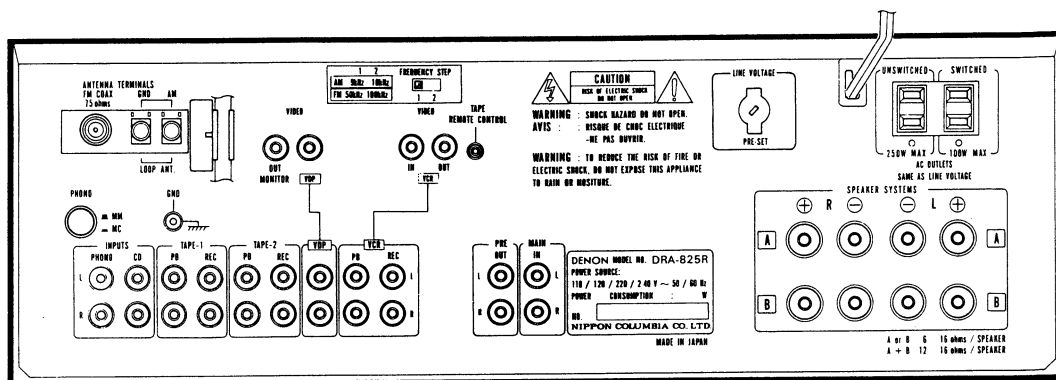 ANTENNA TERMINALS
FM COAX GND AM
75 ohms
LOOP ANT.
1 2
AM 9kHz 10kHz
FM 50kHz 100kHz
FREQUENCY STEP
1 2
VIDEO
OUT
MONITOR VDP
VIDEO
IN OUT
VCR
TAPE
REMOTE CONTROL
CAUTION
RISK OF ELECTRIC SHOCK
DO NOT OPEN
WARNING : SHOCK HAZARD DO NOT OPEN.
AVIS : RISQUE DE CHOC ELECTRIQUE
-NE PAS OUVRIR.
WARNING : TO REDUCE THE RISK OF FIRE OR
ELECTRIC SHOCK, DO NOT EXPOSE THIS APPLIANCE
TO RAIN OR MOSITURE.
LINE VOLTAGE
PRE-SET
UNSWITCHED SWITCHED
250W MAX 100W MAX
AC OUTLETS
SAME AS LINE VOLTAGE
PHONO
MM
MC
GND
INPUTS TAPE-1 TAPE-2 VDP VCR
PHONO CD PB REC PB REC PB REC
L L
R R
PRE MAIN
OUT IN
L L
R R
DENON MODEL NO. DRA-825R
POWER SOURCE:
110 / 120 / 220 / 2 40 V ~ 50 / 60 Hz
POWER CONSUMPTION : W
NO.
NIPPON COLUMBIA CO. LTD
MADE IN JAPAN
SPEAKER SYSTEMS
+ R − − L +
A A
B B
A or B 6 16 ohms / SPEAKER
A + B 12 16 ohms / SPEAKER